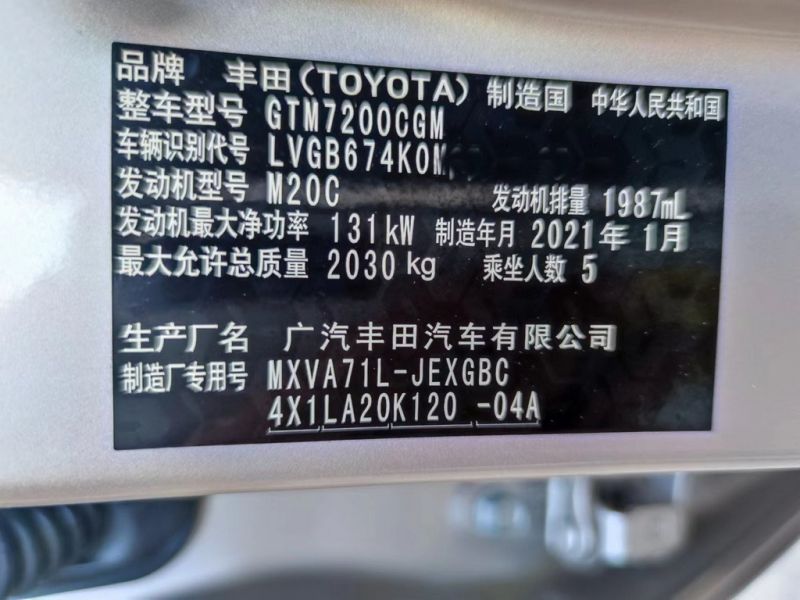 品牌 丰田(TOYOTA) 制造国 中华人民共和国
整车型号 GTM7200CGM
车辆识别代号 LVGB674K0M
发动机型号 M20C 发动机排量 1987mL
发动机最大净功率 131kW 制造年月 2021年 1月
最大允许总质量 2030kg 乘坐人数 5
生产厂名 广汽丰田汽车有限公司
制造厂专用号 MXVA71L-JEXGBC
4X1LA20K120 -04A